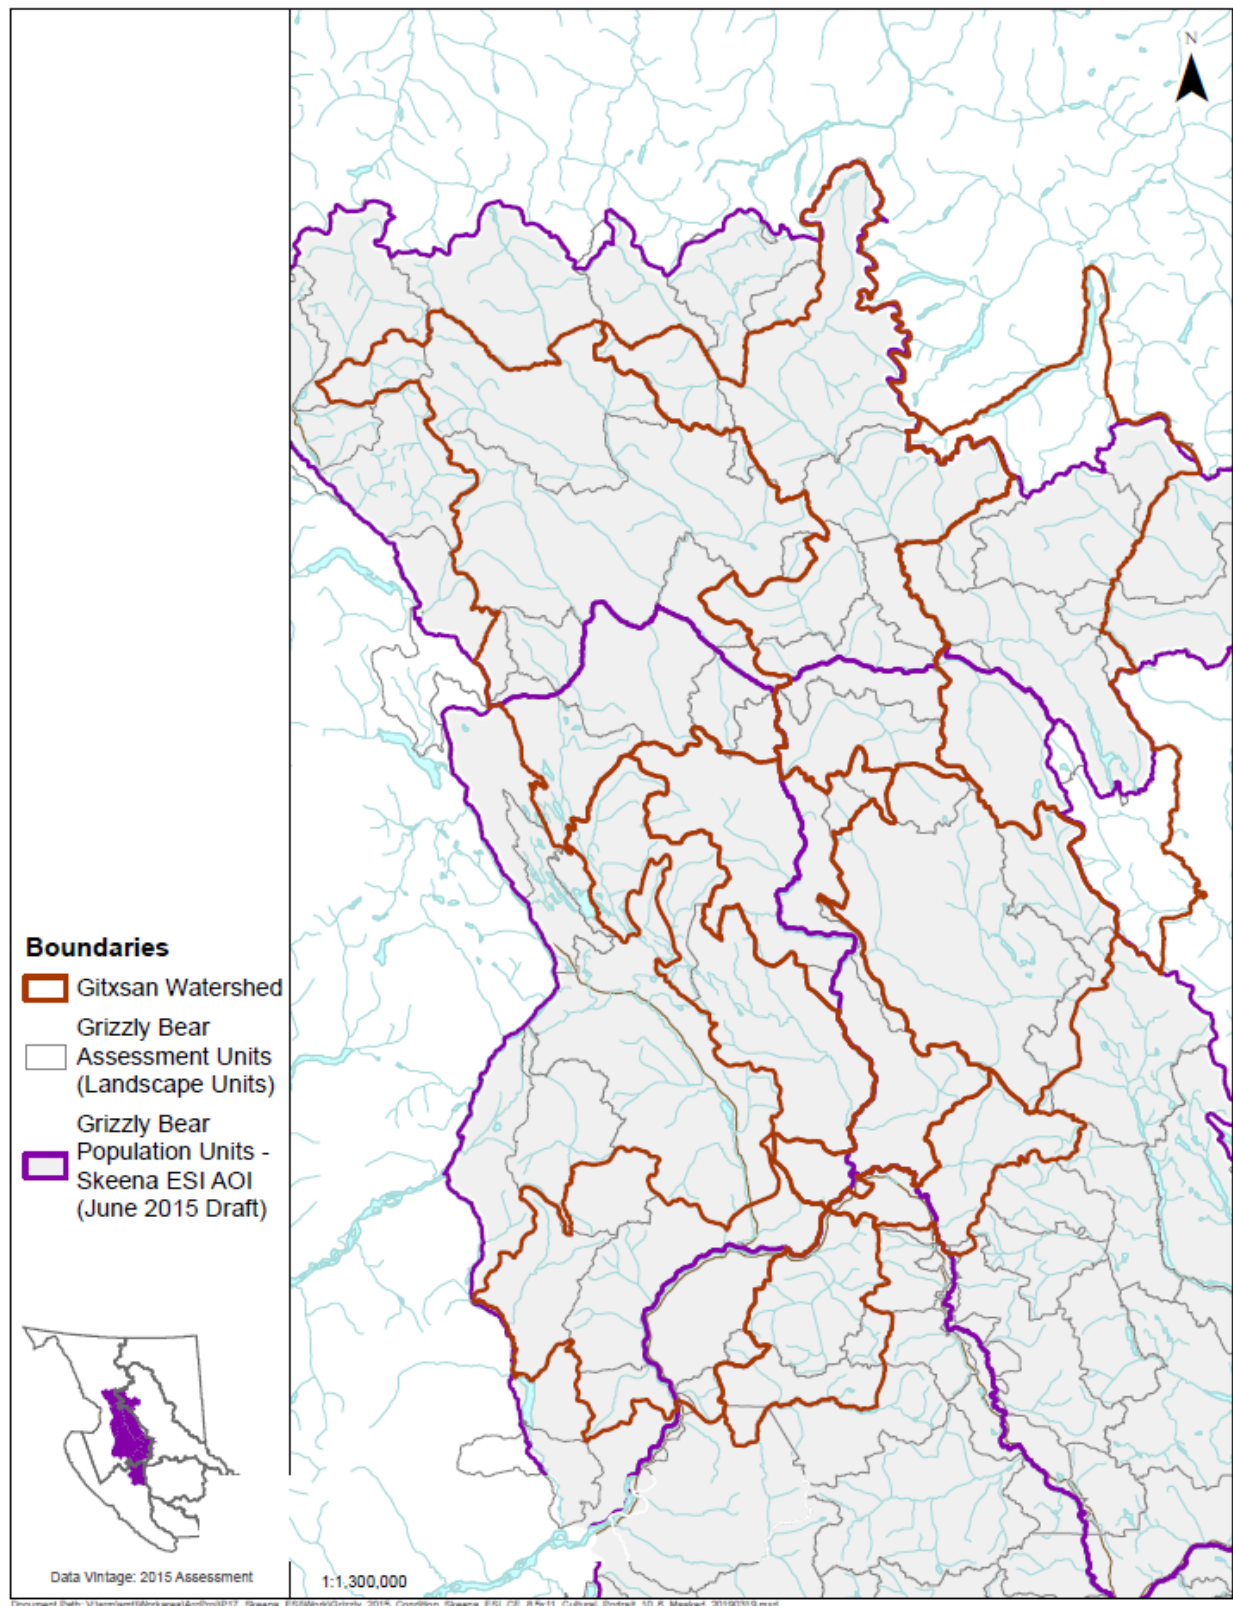 N
Boundaries
Gitxsan Watershed
Grizzly Bear
Assessment Units
(Landscape Units)
Grizzly Bear
Population Units -
Skeena ESI AOI
(June 2015 Draft)
Data Vintage: 2015 Assessment
1:1,300,000